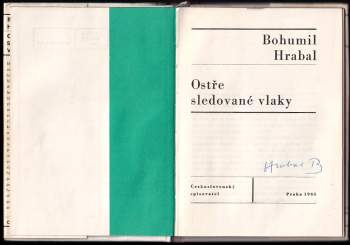 Bohumil
Hrabal
Ostře
sledované vlaky
Hrabal B
Československý
spisovatel
Praha 1965